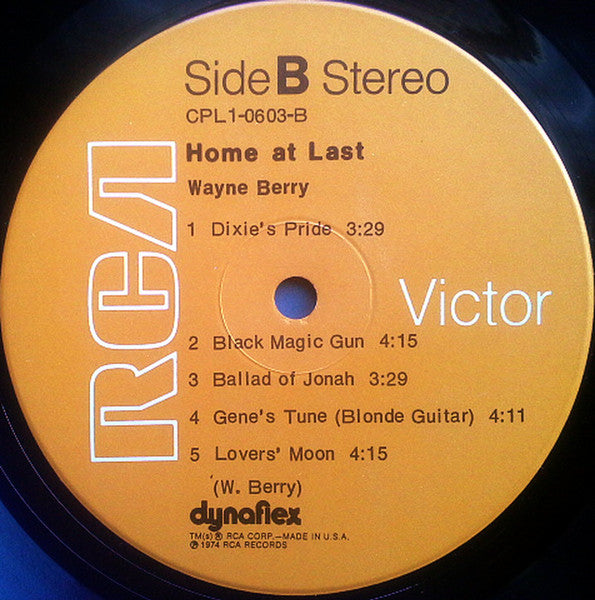 Side B Stereo
CPL1-0603-B
Home at Last
Wayne Berry
1 Dixie's Pride 3:29
RCA
Victor
2 Black Magic Gun 4:15
3 Ballad of Jonah 3:29
4 Gene's Tune (Blonde Guitar) 4:11
5 Lovers' Moon 4:15
(W. Berry)
dynaflex
TM(s) ® RCA CORP.—MADE IN U.S.A.
℗ 1974 RCA RECORDS